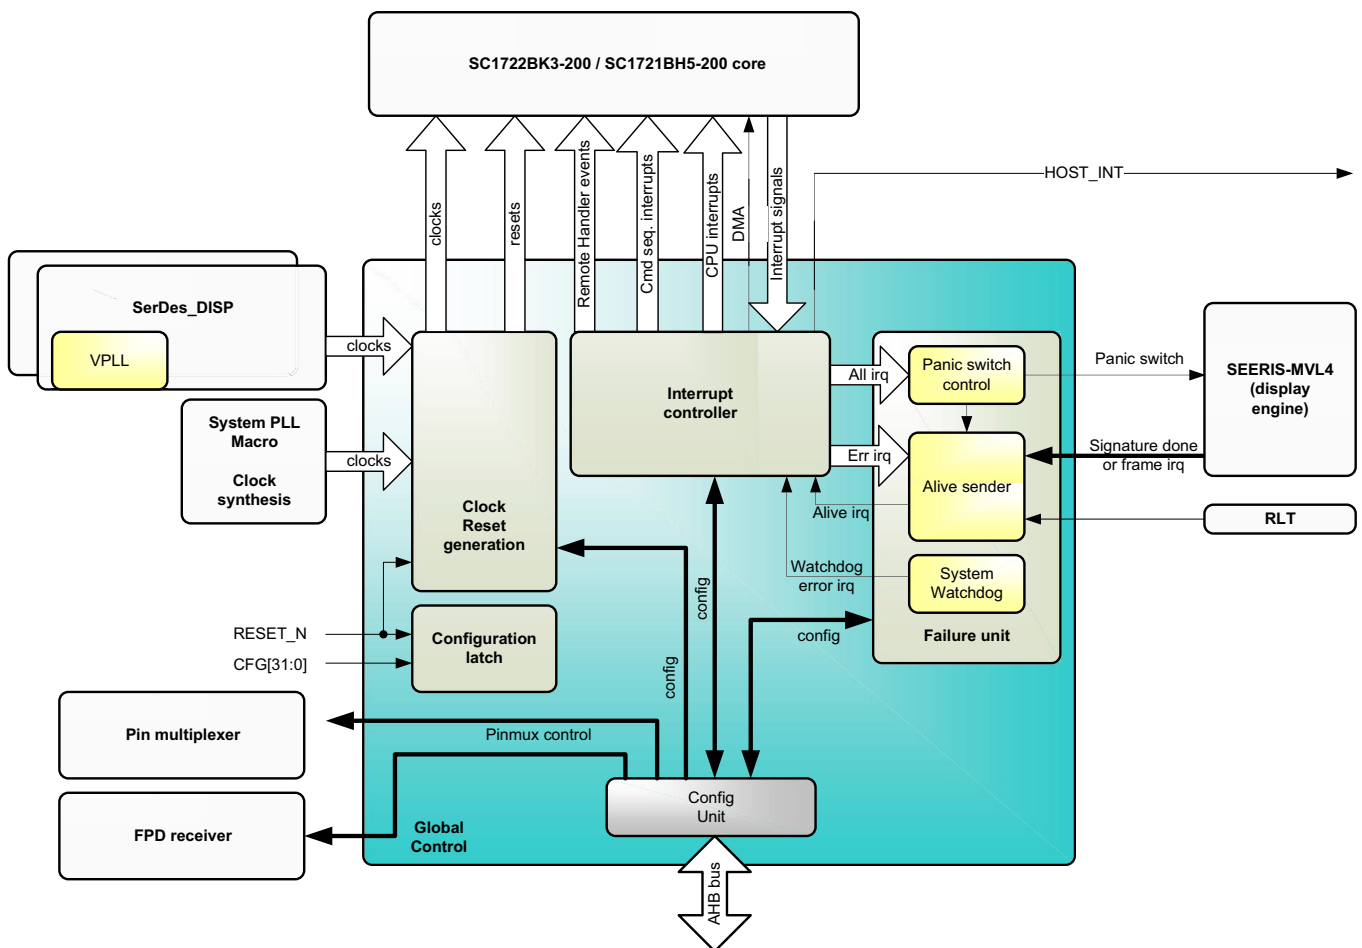 SC1722BK3-200 / SC1721BH5-200 core
clocks
resets
Remote Handler events
Cmd seq. interrupts
CPU interrupts
DMA
Interrupt signals
HOST_INT
SerDes_DISP
VPLL
clocks
System PLL
Macro
Clock
synthesis
clocks
Clock
Reset
generation
Interrupt
controller
All irq
Err irq
Alive irq
Watchdog
error irq
Panic switch
control
Alive sender
System
Watchdog
Failure unit
Panic switch
SEERIS-MVL4
(display
engine)
Signature done
or frame irq
RLT
RESET_N
CFG[31:0]
Configuration
latch
config
config
config
Pin multiplexer
Pinmux control
FPD receiver
Global
Control
Config
Unit
AHB bus